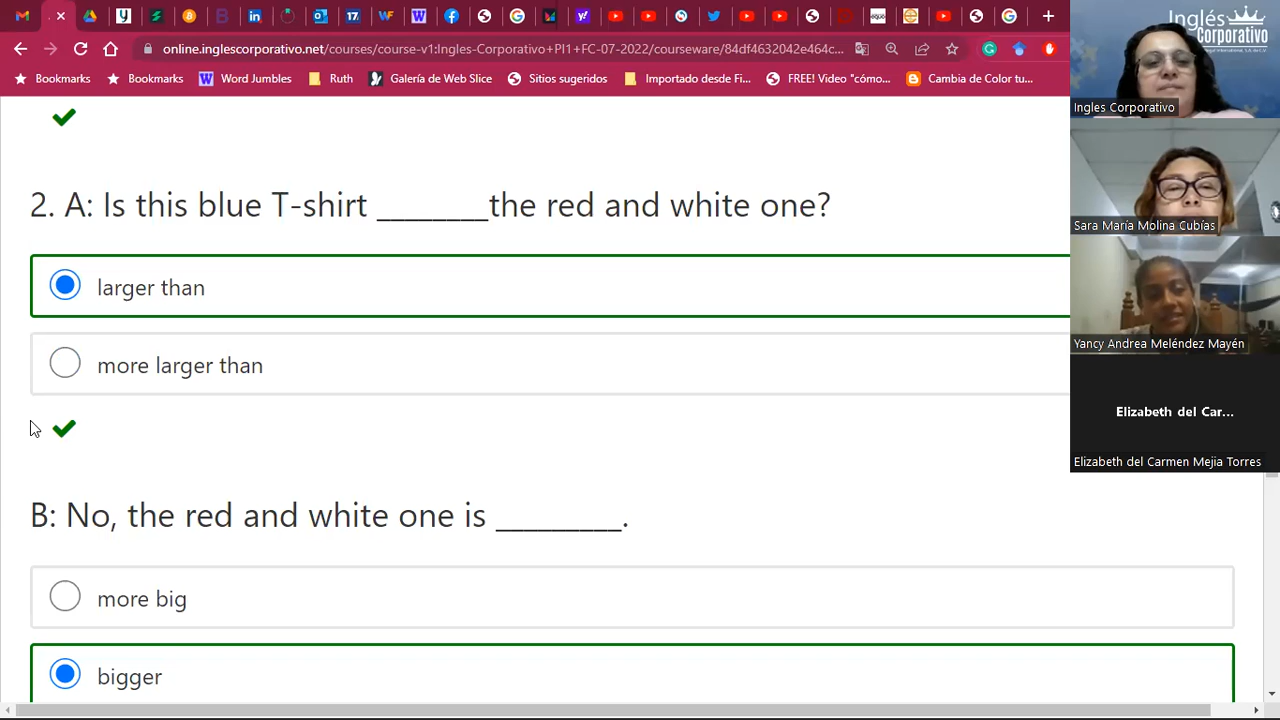 online.inglescorporativo.net/courses/course-v1:Ingles-Corporativo+PI1+FC-07-2022/courseware/84df4632042e464c...
Bookmarks
Bookmarks
Word Jumbles
Ruth
Galería de Web Slice
Sitios sugeridos
Importado desde Fi...
FREE! Video "cómo...
Cambia de Color tu...
2. A: Is this blue T-shirt ________the red and white one?
larger than
more larger than
B: No, the red and white one is _________.
more big
bigger
Inglés
Corporativo
Ingles Corporativo
Sara María Molina Cubías
Yancy Andrea Meléndez Mayén
Elizabeth del Car...
Elizabeth del Carmen Mejia Torres